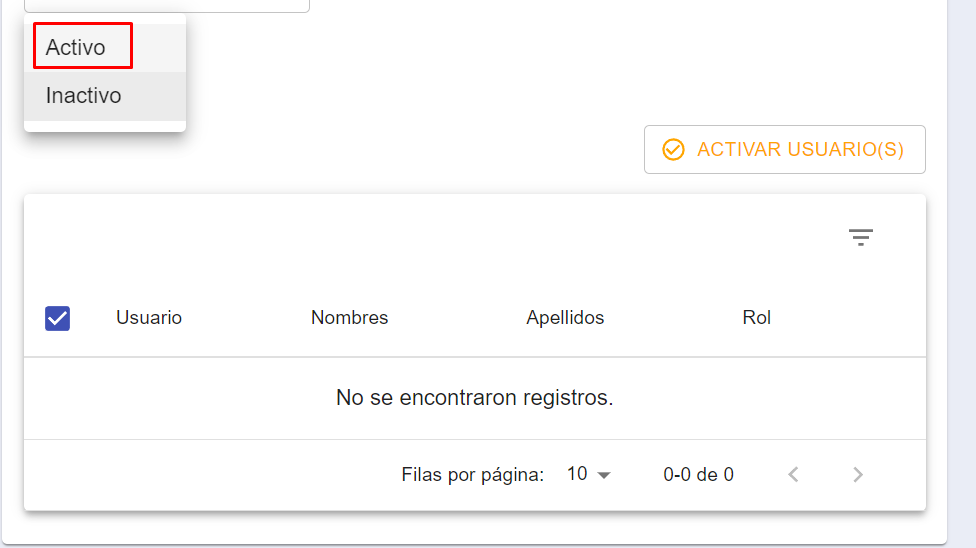 Activo
Inactivo
ACTIVAR USUARIO(S)
Usuario Nombres Apellidos Rol
No se encontraron registros.
Filas por página: 10 0-0 de 0